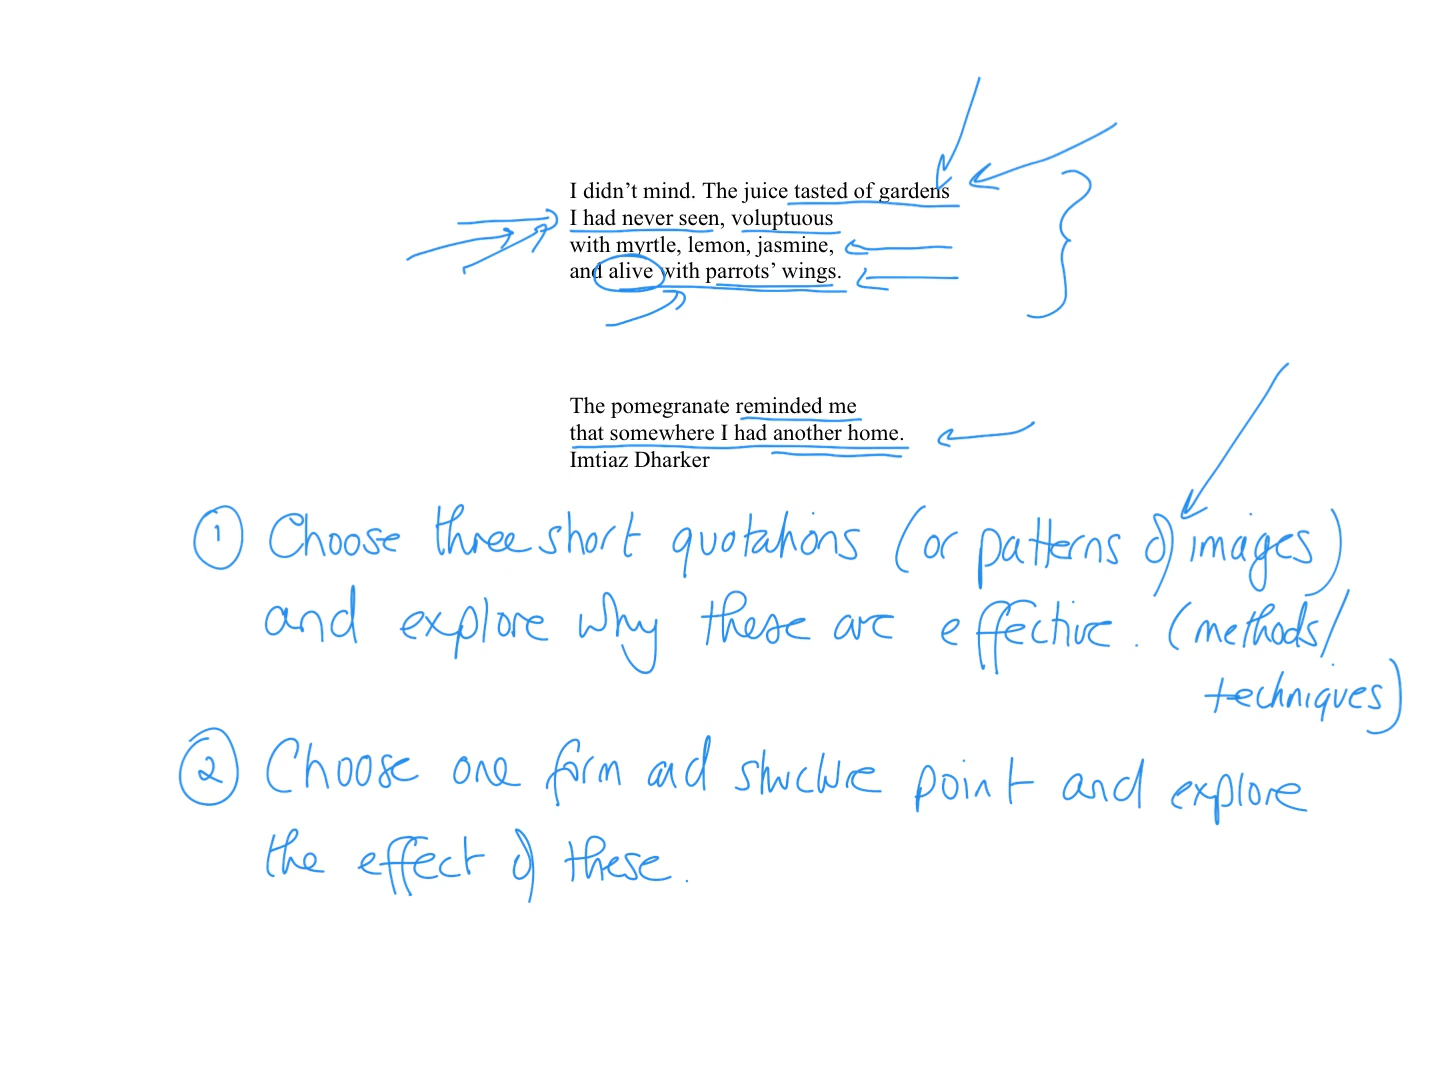 I didn’t mind. The juice tasted of gardens
I had never seen, voluptuous
with myrtle, lemon, jasmine,
and alive with parrots’ wings.
The pomegranate reminded me
that somewhere I had another home.
Imtiaz Dharker
1 Choose three short quotations (or patterns of images)
and explore why these are effective. (methods/
techniques)
2 Choose one form and structure point and explore
the effect of these.